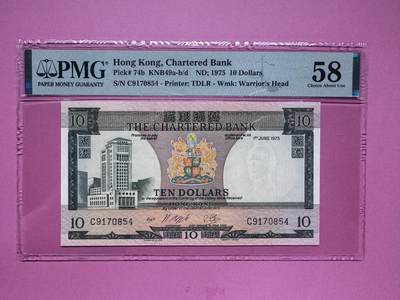 PMG
PAPER MONEY GUARANTY
Hong Kong, Chartered Bank
Pick# 74b KNB49a-b/d ND; 1975 10 Dollars
S/N C9170854 - Printer: TDLR - Wmk: Warrior's Head
58
Choice About Unc
10
10
THE CHARTERED BANK
1ST JUNE 1975
TEN DOLLARS
C9170854
C9170854
10
10
10